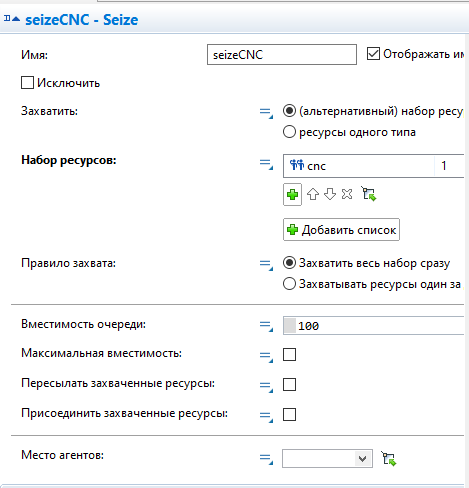 seizeCNC - Seize
Имя: seizeCNC Отображать им
Исключить
Захватить: (альтернативный) набор ресу
ресурсы одного типа
Набор ресурсов: cnc 1
Добавить список
Правило захвата: Захватить весь набор сразу
Захватывать ресурсы один за
Вместимость очереди: 100
Максимальная вместимость:
Пересылать захваченные ресурсы:
Присоединить захваченные ресурсы:
Место агентов: